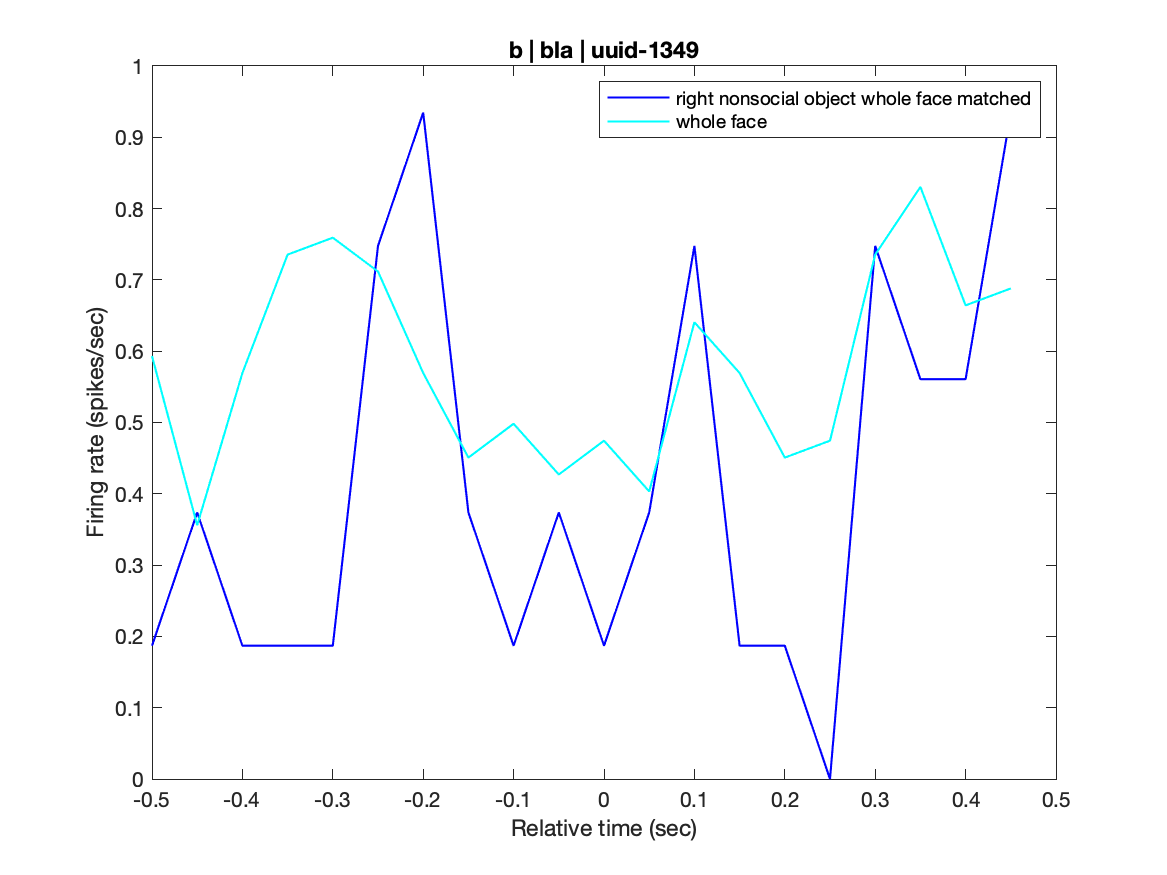 b | bla | uuid-1349
right nonsocial object whole face matched
whole face
1
0.9
0.8
0.7
0.6
0.5
0.4
0.3
0.2
0.1
0
Firing rate (spikes/sec)
-0.5 -0.4 -0.3 -0.2 -0.1 0 0.1 0.2 0.3 0.4 0.5
Relative time (sec)